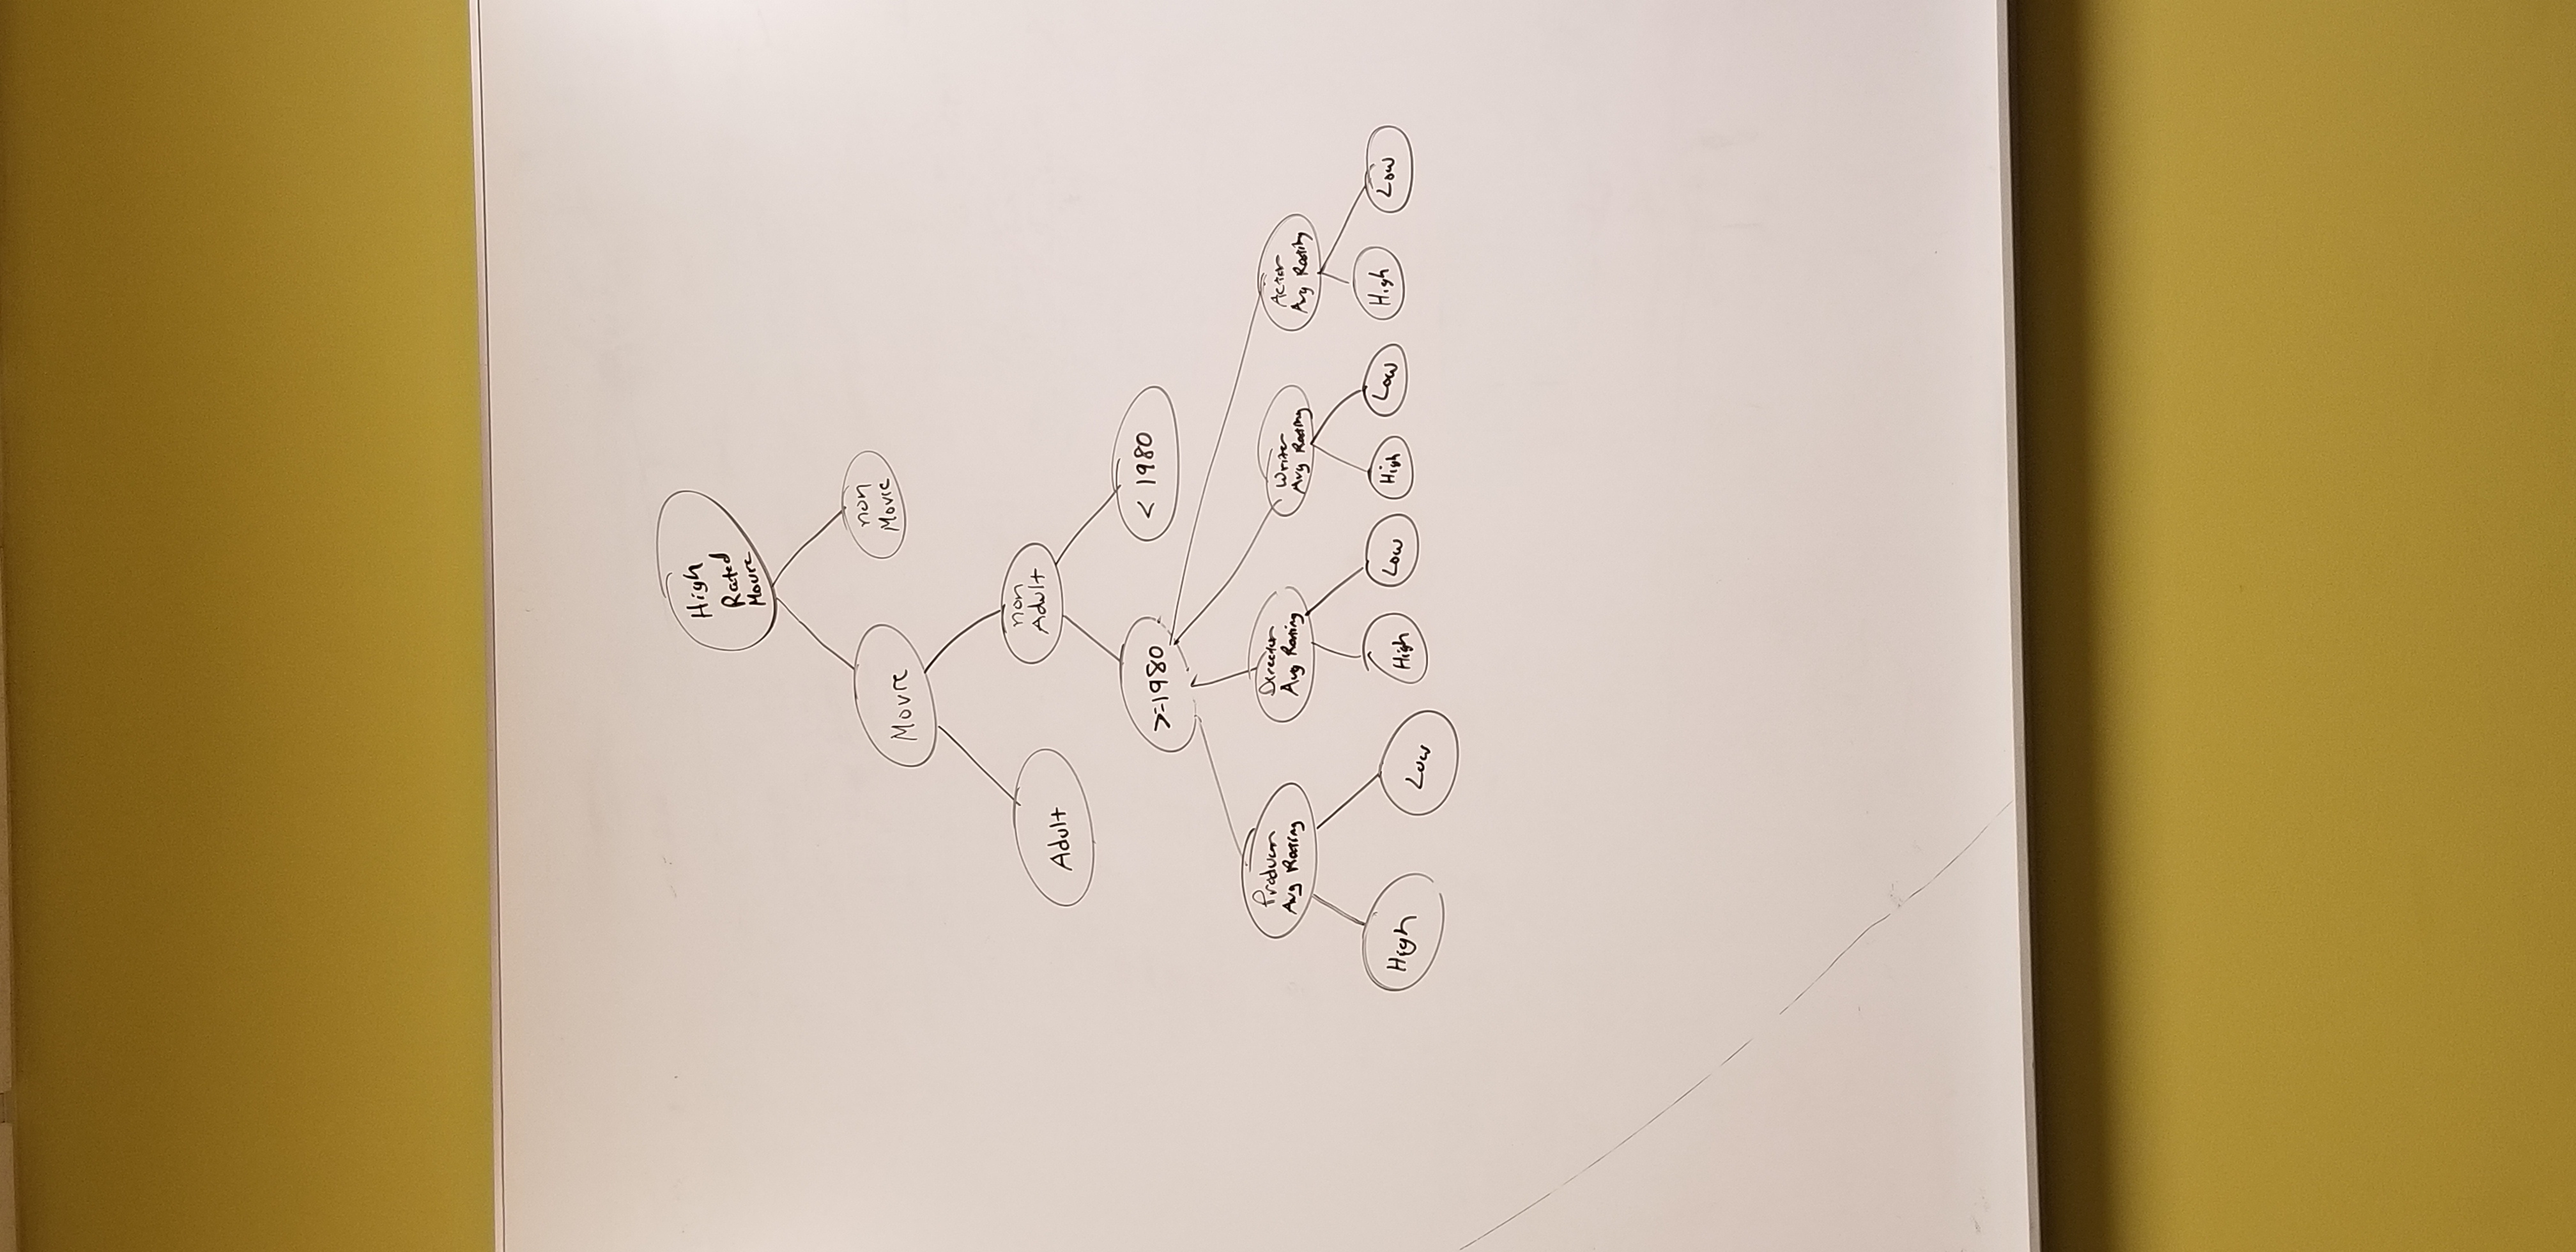 High
Rated
Movie
Movie
non
Movie
Adult
non
Adult
>=1980
< 1980
Producer
Avg Rating
Director
Avg Rating
Writer
Avg Rating
Actor
Avg Rating
High
Low
High
Low
High
Low
High
Low